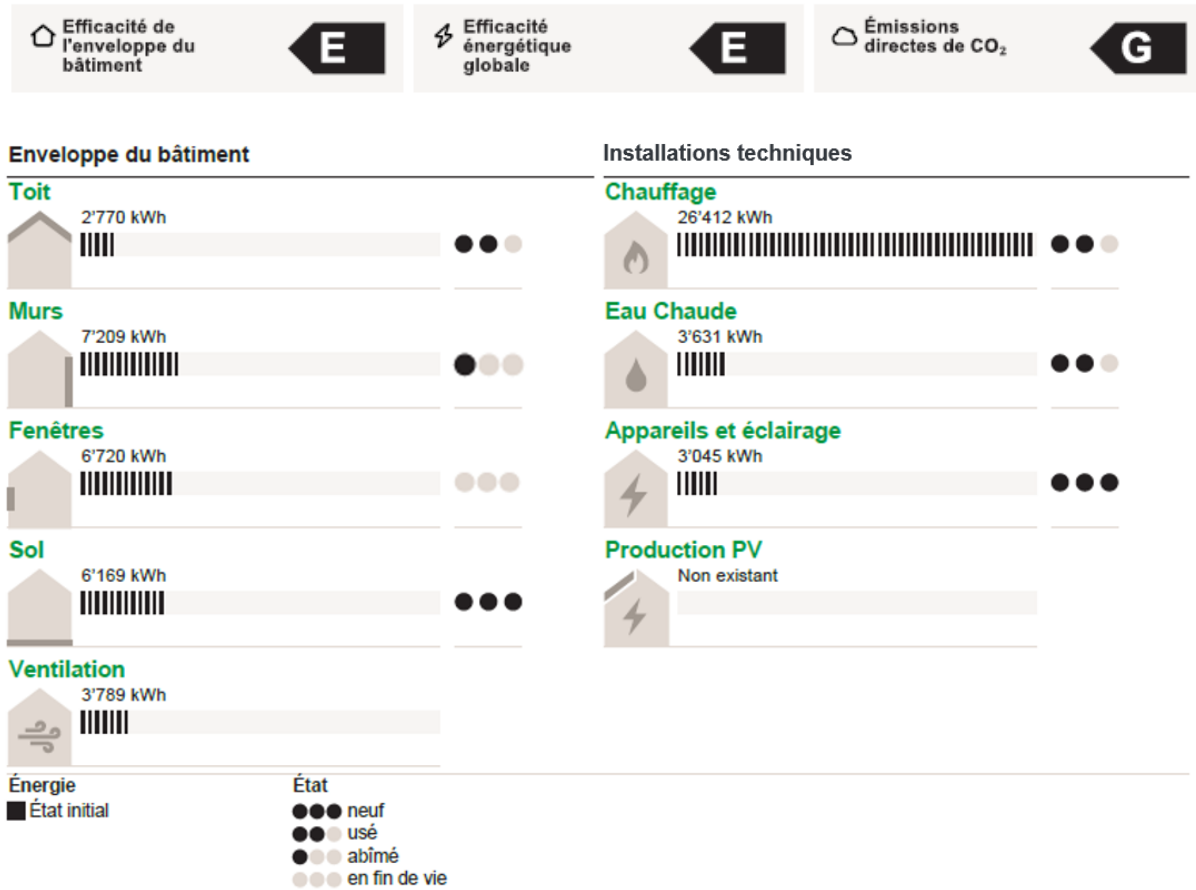 Efficacité de
l'enveloppe du
bâtiment
E
Efficacité
énergétique
globale
E
Émissions
directes de CO₂
G
Enveloppe du bâtiment
Toit
2'770 kWh
Murs
7'209 kWh
Fenêtres
6'720 kWh
Sol
6'169 kWh
Ventilation
3'789 kWh
Installations techniques
Chauffage
26'412 kWh
Eau Chaude
3'631 kWh
Appareils et éclairage
3'045 kWh
Production PV
Non existant
Énergie
État initial
État
neuf
usé
abîmé
en fin de vie